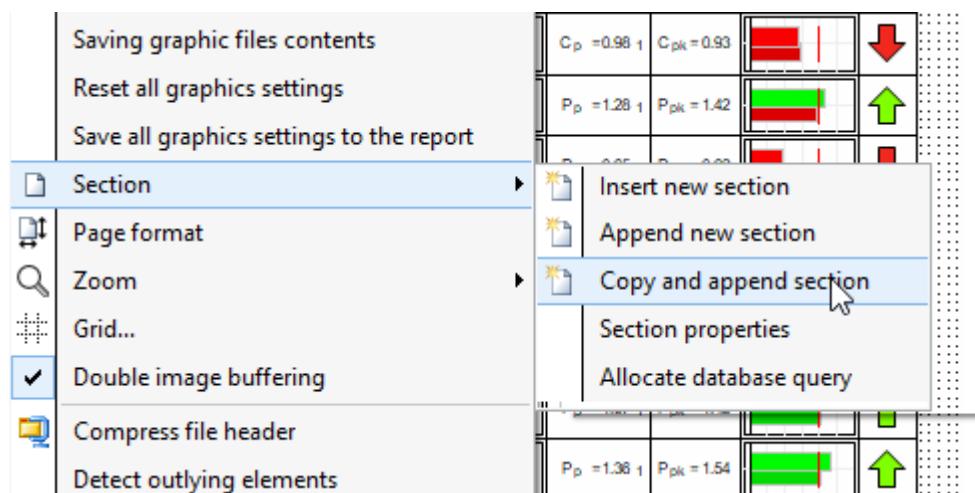 Saving graphic files contents
Reset all graphics settings
Save all graphics settings to the report
Section
Page format
Zoom
Grid...
Double image buffering
Compress file header
Detect outlying elements
Insert new section
Append new section
Copy and append section
Section properties
Allocate database query
Cp =0.98 1 Cpk=0.93
Pp =1.28 1 Ppk=1.42
Pp =1.36 1 Ppk=1.54